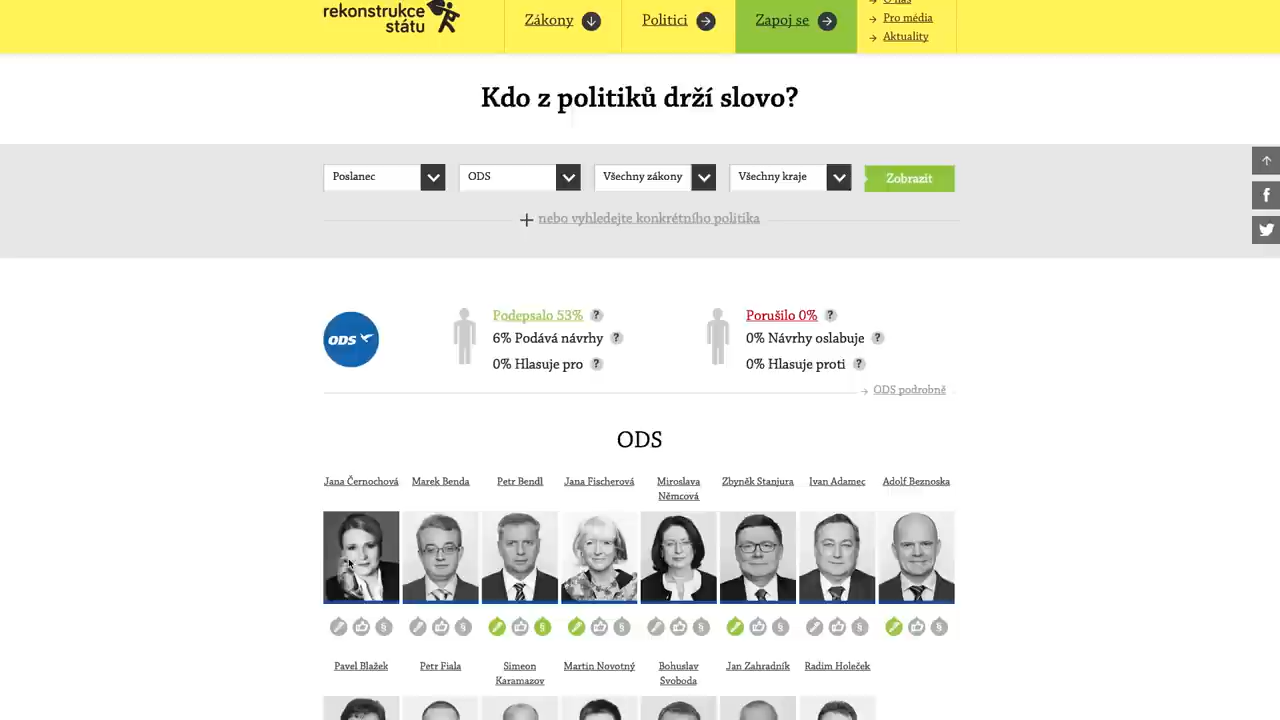 rekonstrukce
státu
Zákony
Politici
Zapoj se
O nás
Pro média
Aktuality
Kdo z politiků drží slovo?
Poslanec
ODS
Všechny zákony
Všechny kraje
Zobrazit
nebo vyhledejte konkrétního politika
ODS
Podepsalo 53% ?
6% Podává návrhy ?
0% Hlasuje pro ?
Porušilo 0% ?
0% Návrhy oslabuje ?
0% Hlasuje proti ?
ODS podrobně
ODS
Jana Černochová
Marek Benda
Petr Bendl
Jana Fischerová
Miroslava
Němcová
Zbyněk Stanjura
Ivan Adamec
Adolf Beznoska
§ § § § § § § §
Pavel Blažek
Petr Fiala
Simeon
Karamazov
Martin Novotný
Bohuslav
Svoboda
Jan Zahradník
Radim Holeček